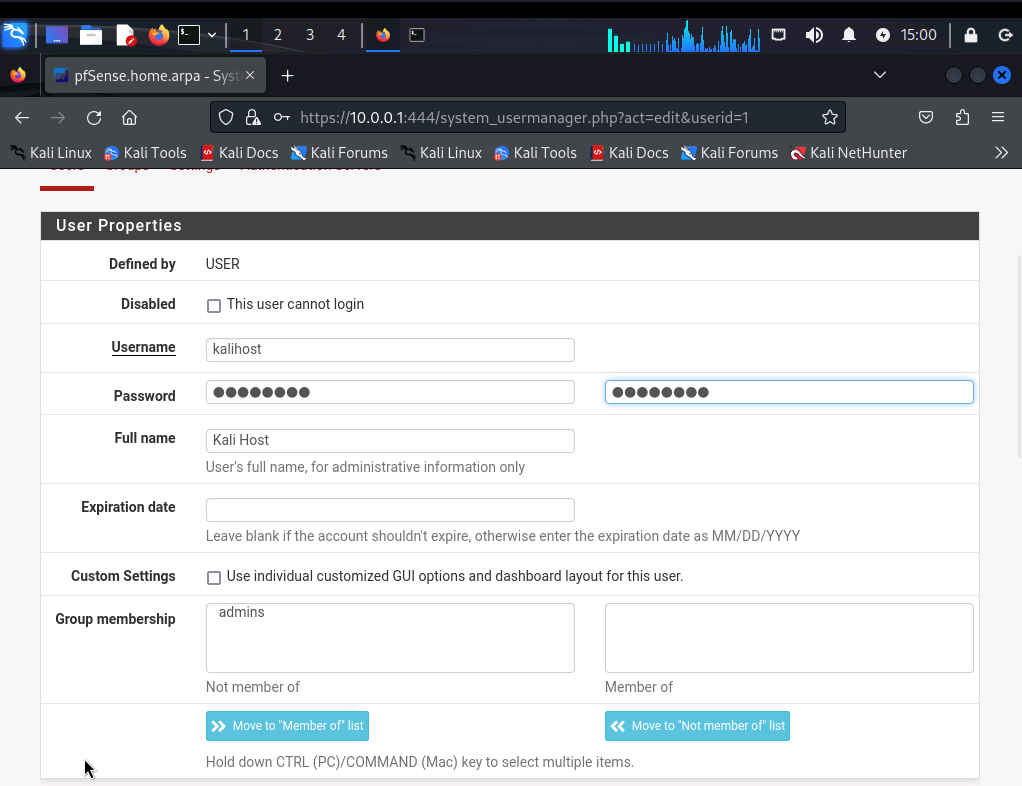 1 2 3 4 15:00
pfSense.home.arpa - Syst
https://10.0.0.1:444/system_usermanager.php?act=edit&userid=1
Kali Linux Kali Tools Kali Docs Kali Forums Kali Linux Kali Tools Kali Docs Kali Forums Kali NetHunter
User Properties
Defined by USER
Disabled This user cannot login
Username kalihost
Password
Full name Kali Host
User's full name, for administrative information only
Expiration date
Leave blank if the account shouldn't expire, otherwise enter the expiration date as MM/DD/YYYY
Custom Settings Use individual customized GUI options and dashboard layout for this user.
Group membership admins
Not member of Member of
Move to "Member of" list Move to "Not member of" list
Hold down CTRL (PC)/COMMAND (Mac) key to select multiple items.